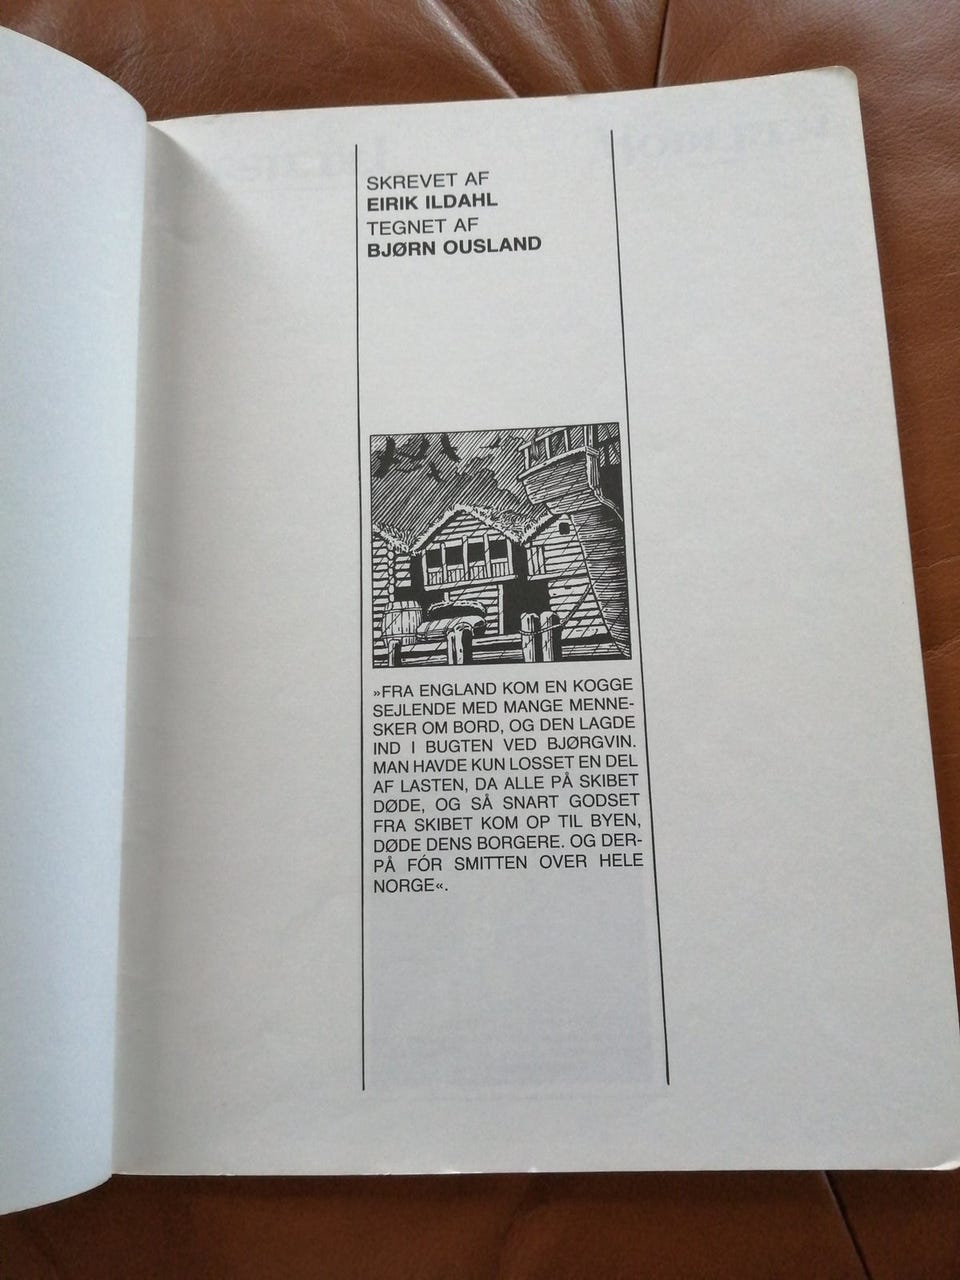 SKREVET AF
EIRIK ILDAHL
TEGNET AF
BJØRN OUSLAND
»FRA ENGLAND KOM EN KOGGE
SEJLENDE MED MANGE MENNE-
SKER OM BORD, OG DEN LAGDE
IND I BUGTEN VED BJØRGVIN.
MAN HAVDE KUN LOSSET EN DEL
AF LASTEN, DA ALLE PÅ SKIBET
DØDE, OG SÅ SNART GODSET
FRA SKIBET KOM OP TIL BYEN,
DØDE DENS BORGERE. OG DER-
PÅ FÓR SMITTEN OVER HELE
NORGE«.